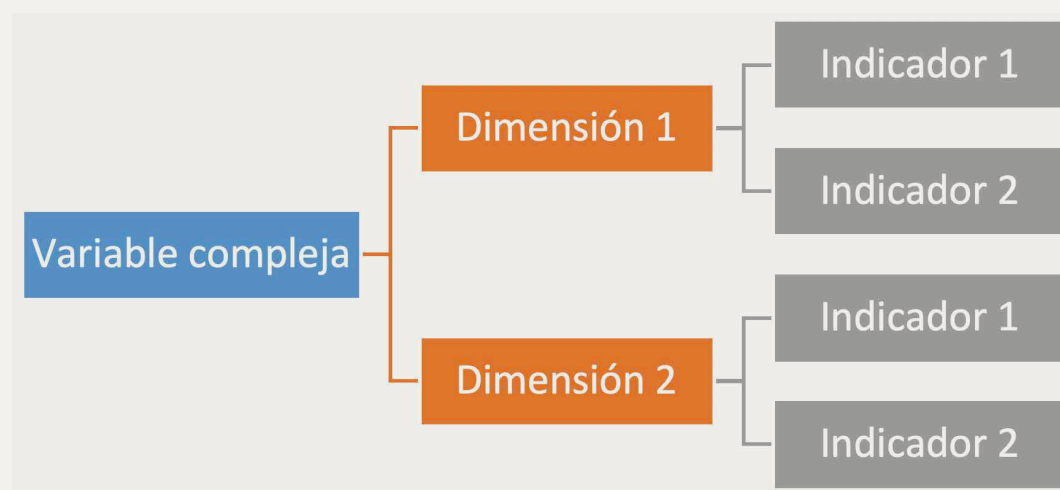 Variable compleja
Dimensión 1
Indicador 1
Indicador 2
Dimensión 2
Indicador 1
Indicador 2